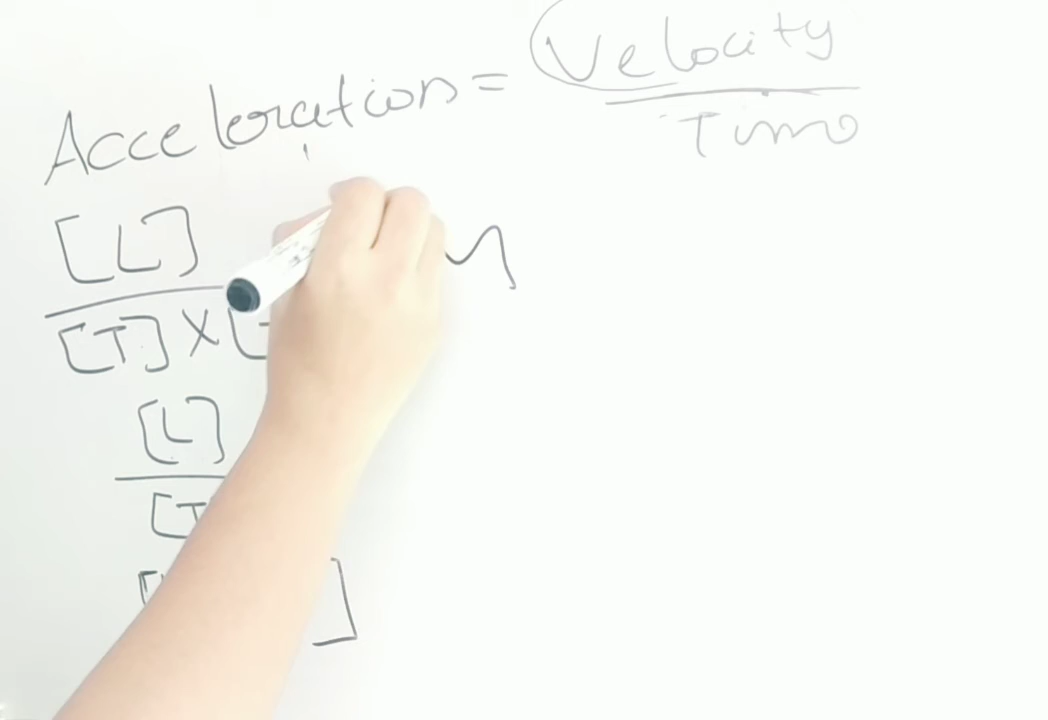 Acceleration = Velocity
Time
[L]
[T] X [
[L]
[T
[
]